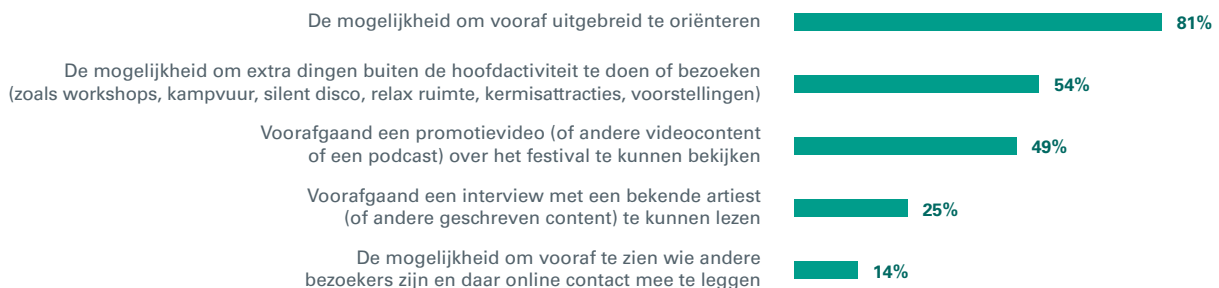 De mogelijkheid om vooraf uitgebreid te oriënteren
81%
De mogelijkheid om extra dingen buiten de hoofdactiviteit te doen of bezoeken
(zoals workshops, kampvuur, silent disco, relax ruimte, kermisattracties, voorstellingen)
54%
Voorafgaand een promotievideo (of andere videocontent
of een podcast) over het festival te kunnen bekijken
49%
Voorafgaand een interview met een bekende artiest
(of andere geschreven content) te kunnen lezen
25%
De mogelijkheid om vooraf te zien wie andere
bezoekers zijn en daar online contact mee te leggen
14%